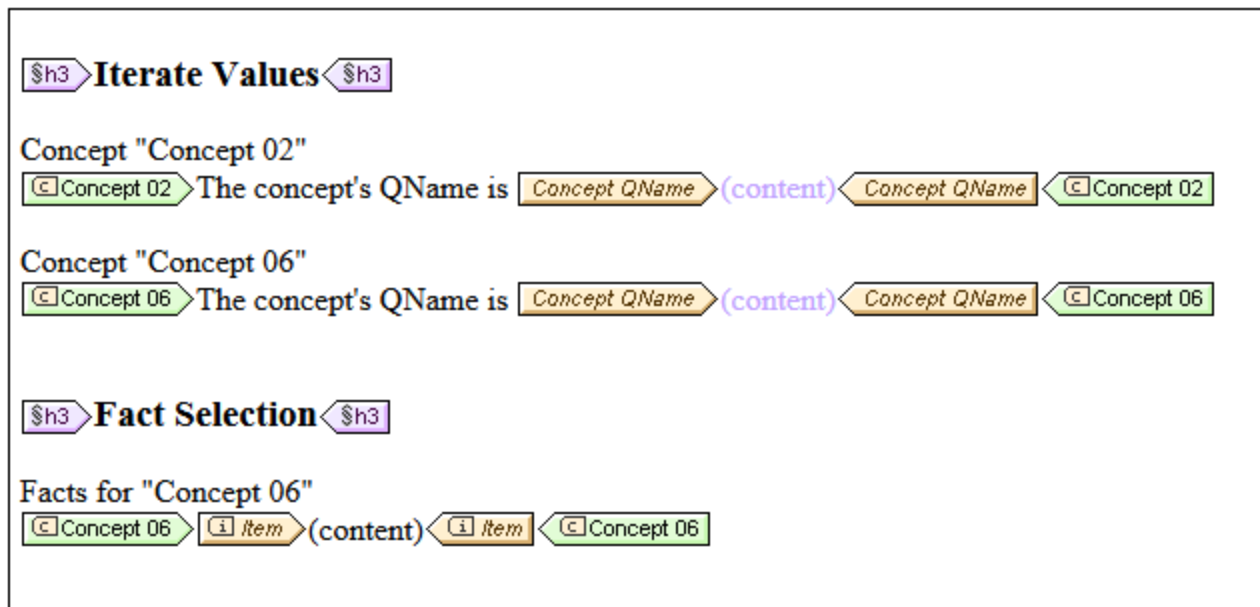 §h3 Iterate Values §h3
Concept "Concept 02"
C Concept 02 The concept's QName is Concept QName (content) Concept QName C Concept 02
Concept "Concept 06"
C Concept 06 The concept's QName is Concept QName (content) Concept QName C Concept 06
§h3 Fact Selection §h3
Facts for "Concept 06"
C Concept 06 i Item (content) i Item C Concept 06